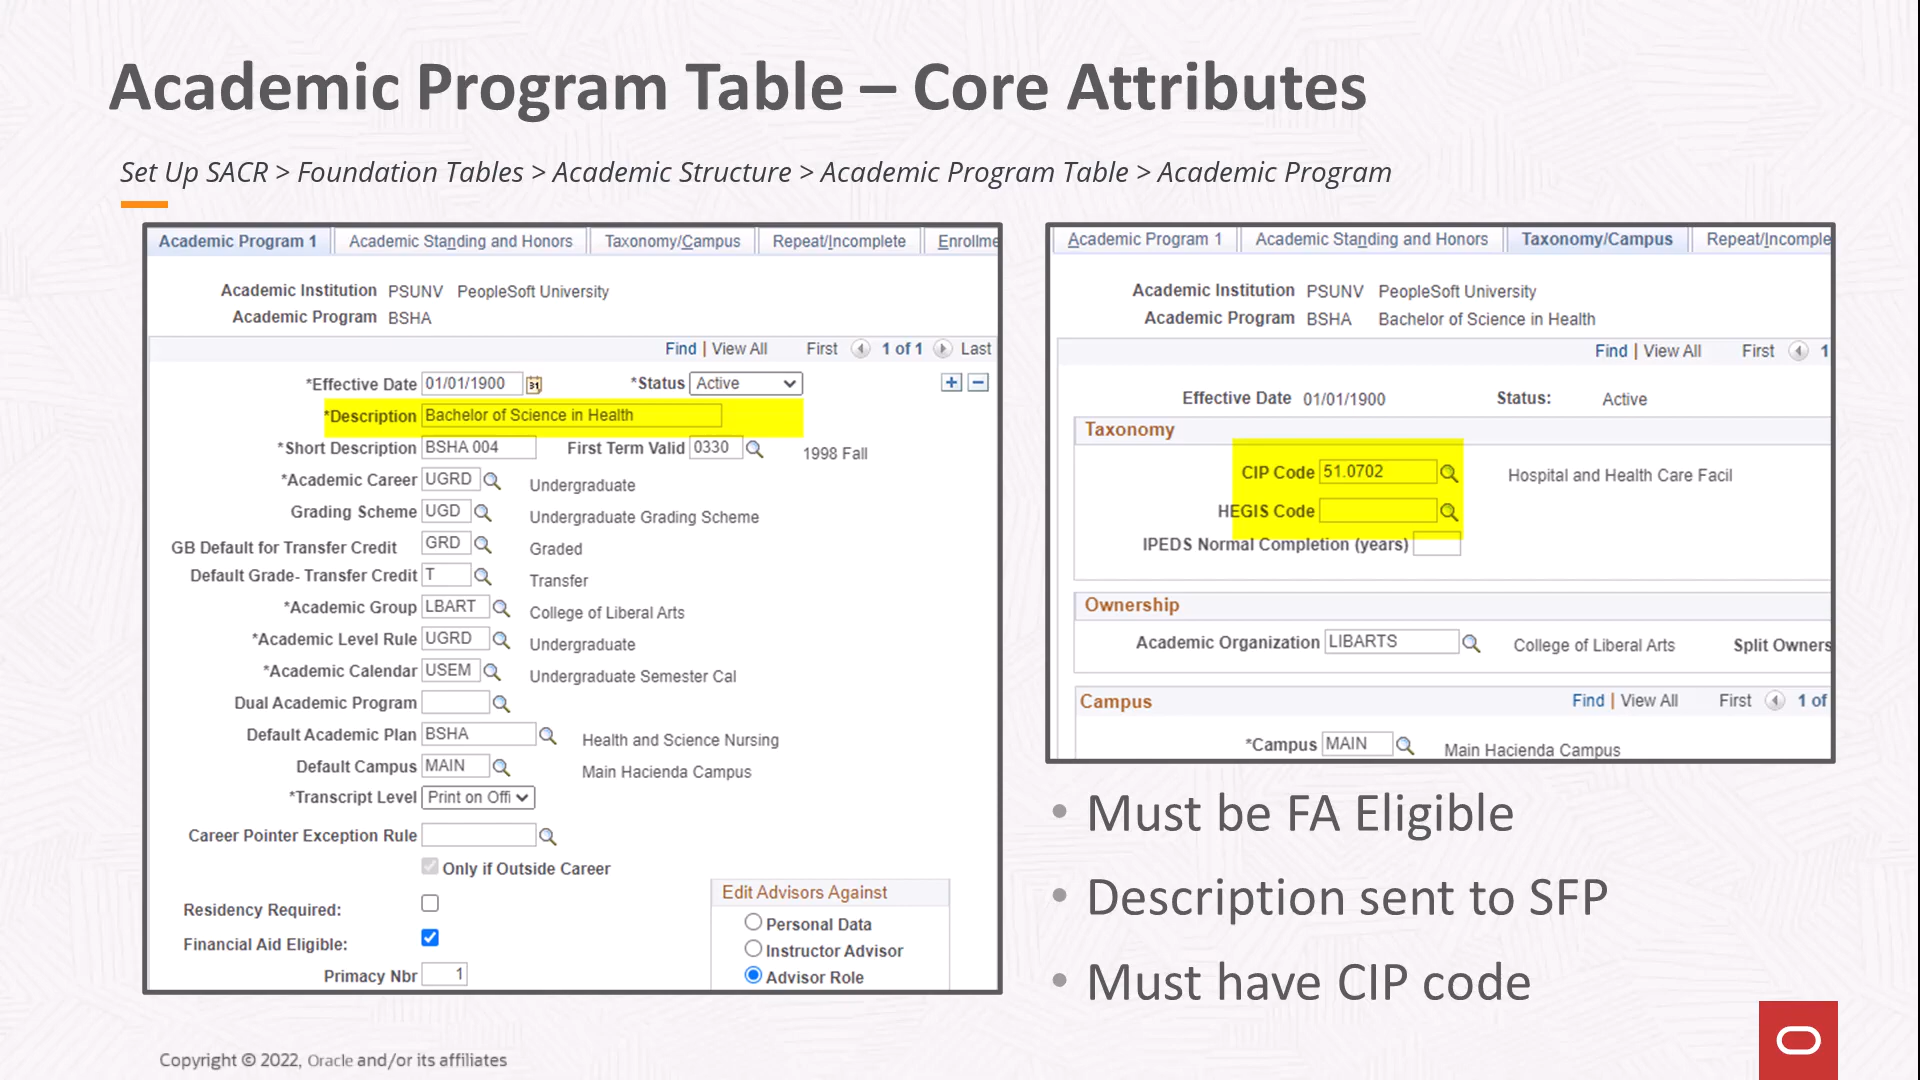 Academic Program Table – Core Attributes
Set Up SACR > Foundation Tables > Academic Structure > Academic Program Table > Academic Program
Academic Program 1 Academic Standing and Honors Taxonomy/Campus Repeat/Incomplete Enrollme
Academic Institution PSUNV PeopleSoft University
Academic Program BSHA
Find | View All First 1 of 1 Last
*Effective Date 01/01/1900 31 *Status Active
*Description Bachelor of Science in Health
*Short Description BSHA 004 First Term Valid 0330 1998 Fall
*Academic Career UGRD Undergraduate
Grading Scheme UGD Undergraduate Grading Scheme
GB Default for Transfer Credit GRD Graded
Default Grade- Transfer Credit T Transfer
*Academic Group LBART College of Liberal Arts
*Academic Level Rule UGRD Undergraduate
*Academic Calendar USEM Undergraduate Semester Cal
Dual Academic Program
Default Academic Plan BSHA Health and Science Nursing
Default Campus MAIN Main Hacienda Campus
*Transcript Level Print on Offi
Career Pointer Exception Rule
Only if Outside Career
Residency Required:
Financial Aid Eligible:
Primacy Nbr 1
Edit Advisors Against
Personal Data
Instructor Advisor
Advisor Role
Academic Program 1 Academic Standing and Honors Taxonomy/Campus Repeat/Incomple
Academic Institution PSUNV PeopleSoft University
Academic Program BSHA Bachelor of Science in Health
Find | View All First 1
Effective Date 01/01/1900 Status: Active
Taxonomy
CIP Code 51.0702 Hospital and Health Care Facil
HEGIS Code
IPEDS Normal Completion (years)
Ownership
Academic Organization LIBARTS College of Liberal Arts Split Owners
Campus Find | View All First 1 of
*Campus MAIN Main Hacienda Campus
• Must be FA Eligible
• Description sent to SFP
• Must have CIP code
Copyright © 2022, Oracle and/or its affiliates